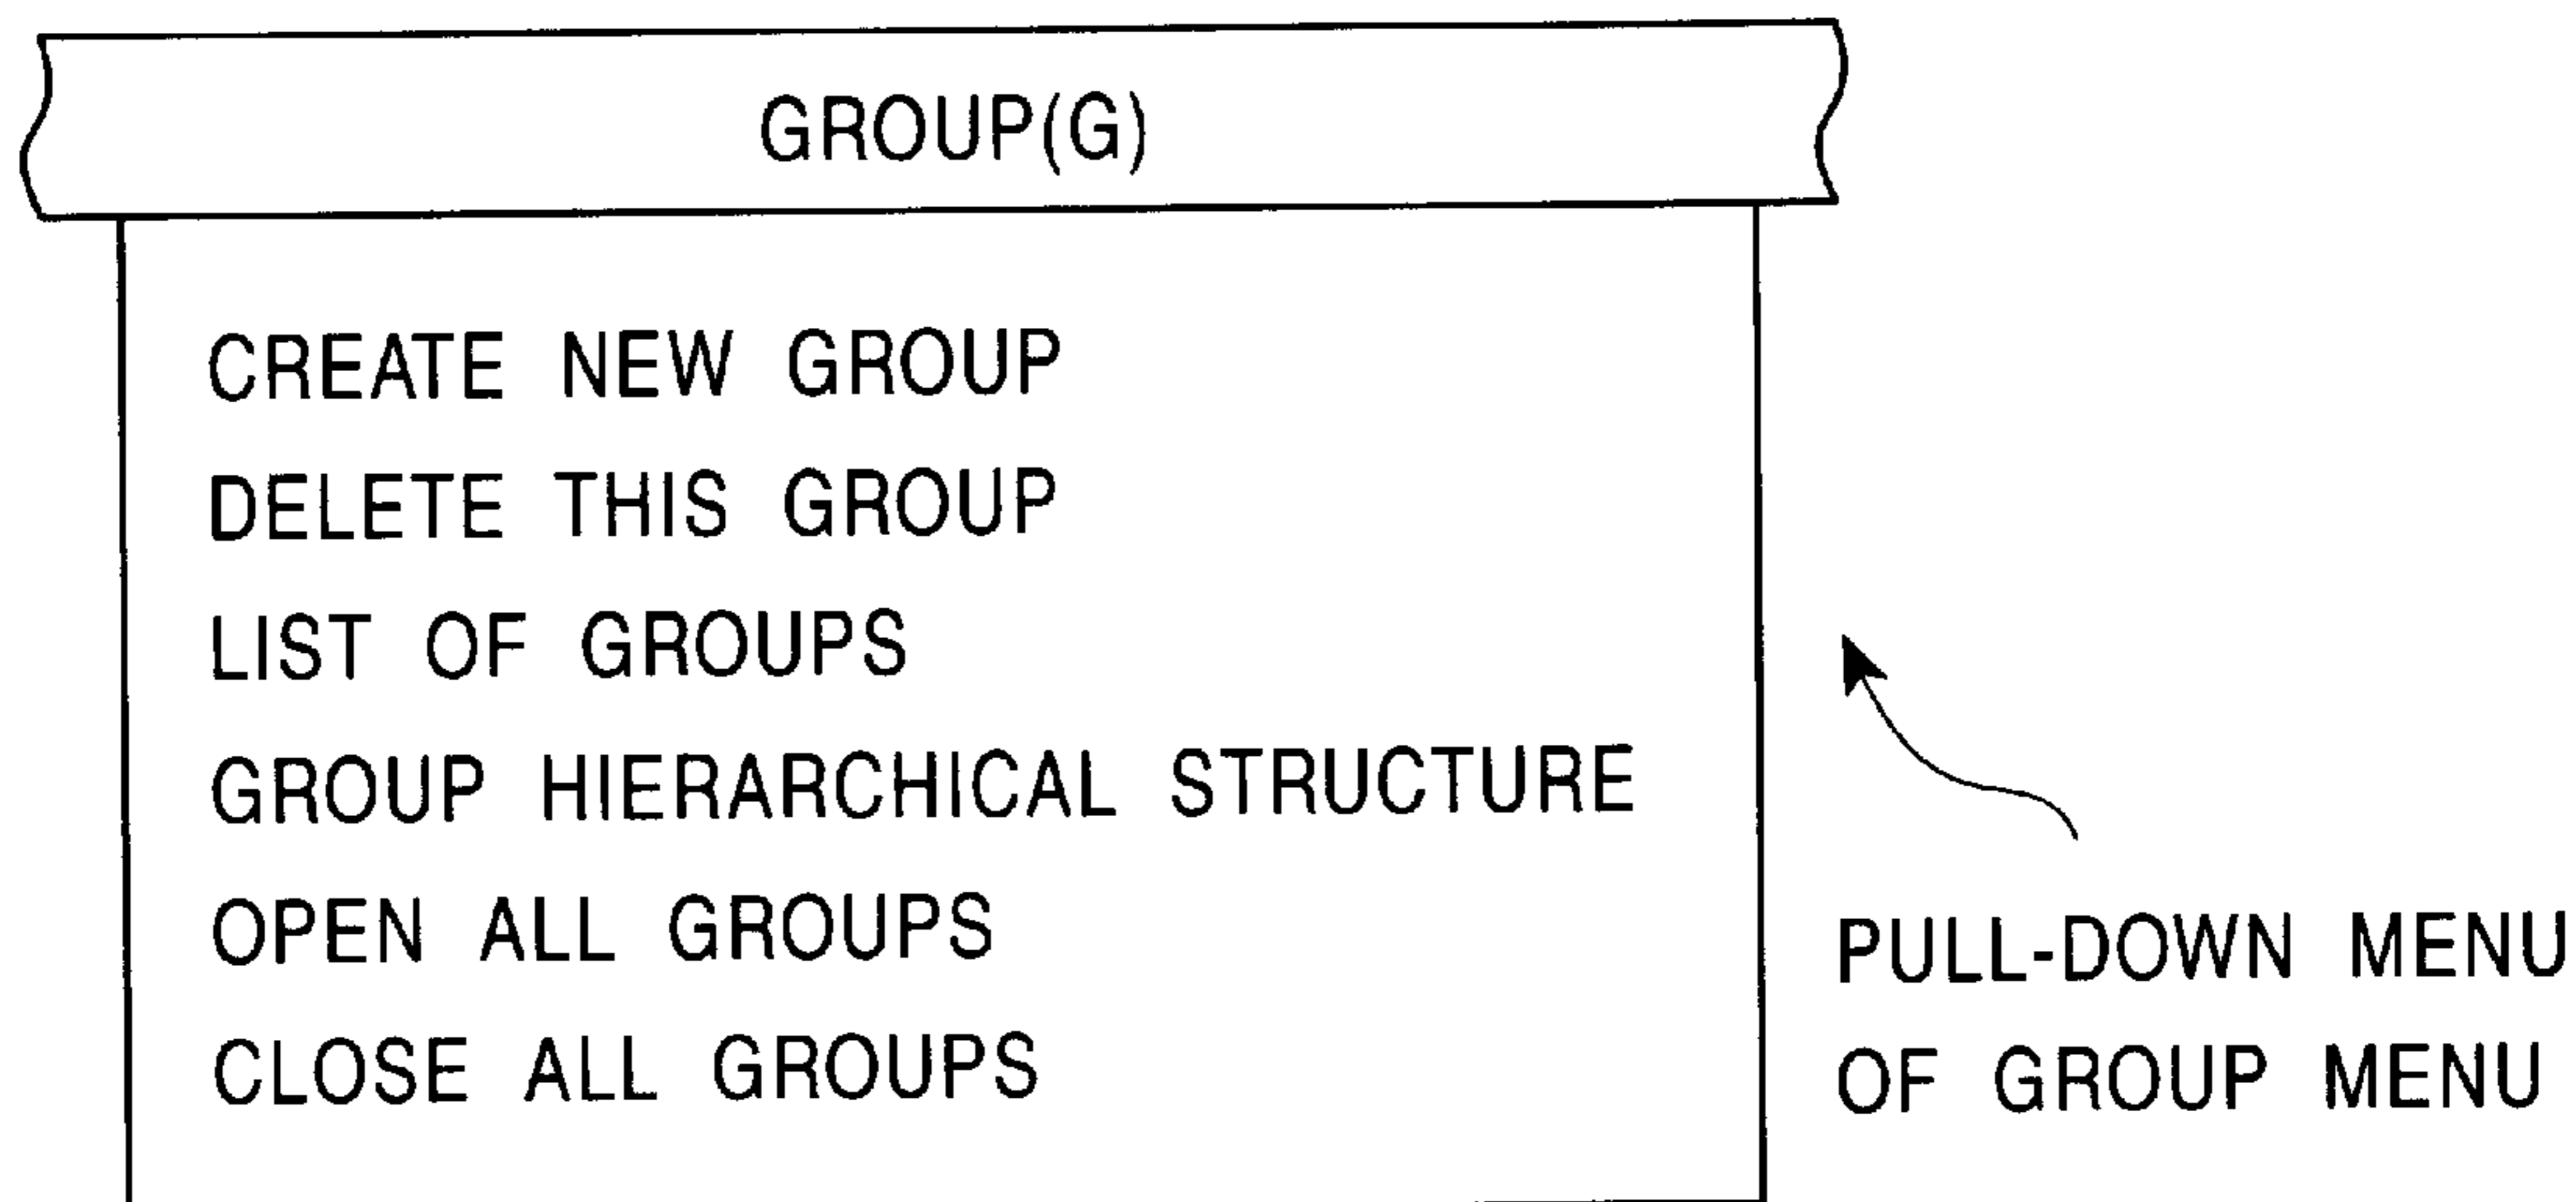 GROUP(G)
CREATE NEW GROUP
DELETE THIS GROUP
LIST OF GROUPS
GROUP HIERARCHICAL STRUCTURE
OPEN ALL GROUPS
CLOSE ALL GROUPS
PULL-DOWN MENU
OF GROUP MENU